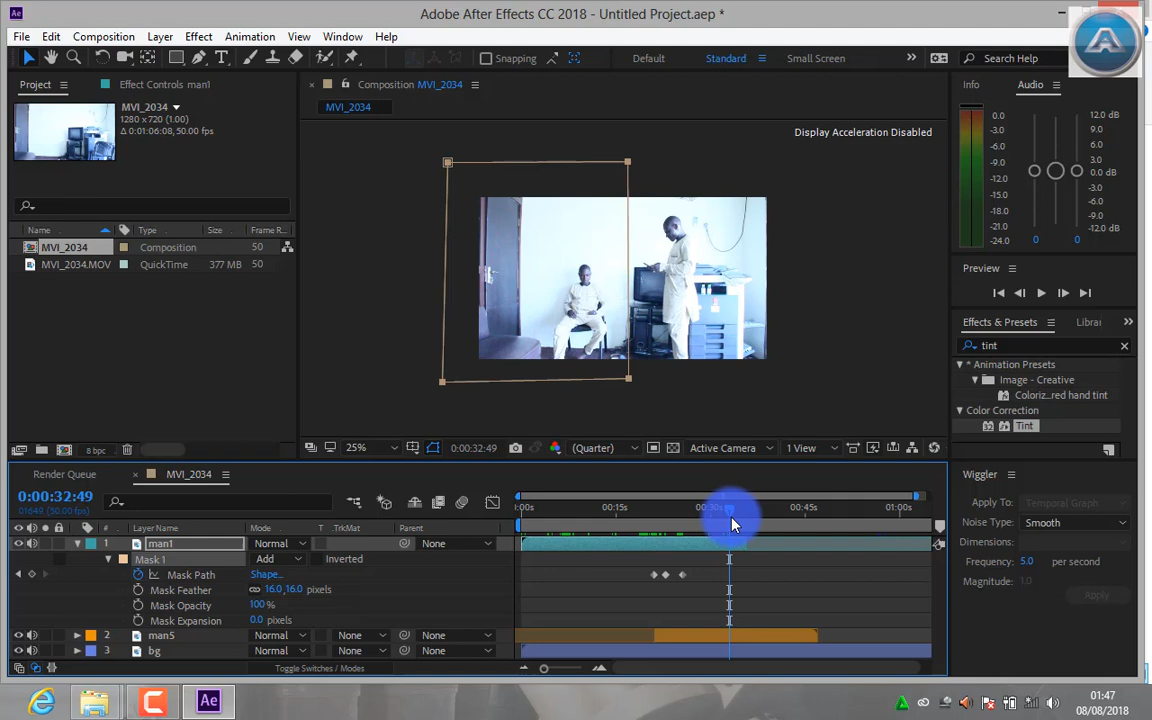 Adobe After Effects CC 2018 - Untitled Project.aep *
File Edit Composition Layer Effect Animation View Window Help
Snapping Default Standard Small Screen Search Help
Project Effect Controls man1 Composition MVI_2034 Info Audio
MVI_2034
1280 x 720 (1.00)
Δ 0:01:06:08, 50.00 fps
MVI_2034
Display Acceleration Disabled
0.0
-3.0
-6.0
-9.0
-12.0
-15.0
-18.0
-21.0
-24.0
12.0 dB
9.0
6.0
3.0
0.0 dB
-3.0
-6.0
-9.0
-12.0 dB
0 0
Name Type Size Frame R
MVI_2034 Composition 50
MVI_2034.MOV QuickTime 377 MB 50
Preview
Effects & Presets Librai
tint
* Animation Presets
Image - Creative
Coloriz...red hand tint
Color Correction
Tint
8 bpc
25% 0:00:32:49 (Quarter) Active Camera 1 View
Render Queue MVI_2034
0:00:32:49
01649 (50.00 fps)
0:00s 00:15s 00:30s 00:45s 01:00s
# Layer Name Mode T TrkMat Parent
1 man1 Normal None
Mask 1 Add Inverted
Mask Path Shape...
Mask Feather 16.0,16.0 pixels
Mask Opacity 100 %
Mask Expansion 0.0 pixels
2 man5 Normal None None
3 bg Normal None None
Toggle Switches / Modes
Wiggler
Apply To: Temporal Graph
Noise Type: Smooth
Dimensions:
Frequency: 5.0 per second
Magnitude: 1.0
Apply
01:47
08/08/2018